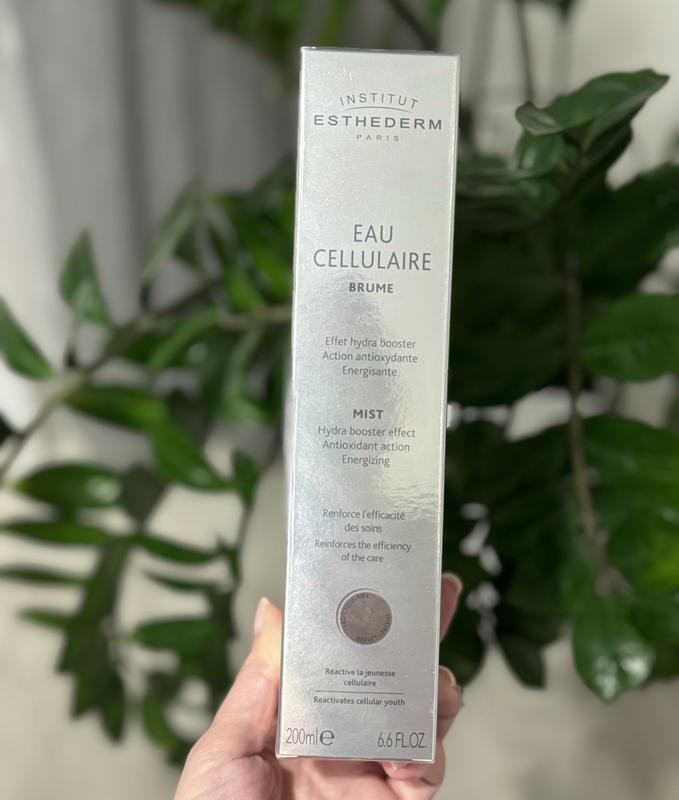 INSTITUT
ESTHEDERM
PARIS
EAU
CELLULAIRE
BRUME
Effet hydra booster
Action antioxydante
Energisante
MIST
Hydra booster effect
Antioxidant action
Energizing
Renforce l'efficacité
des soins
Reinforces the efficiency
of the care
Réactive la jeunesse
cellulaire
Reactivates cellular youth
200ml e 6.6 FL.OZ.